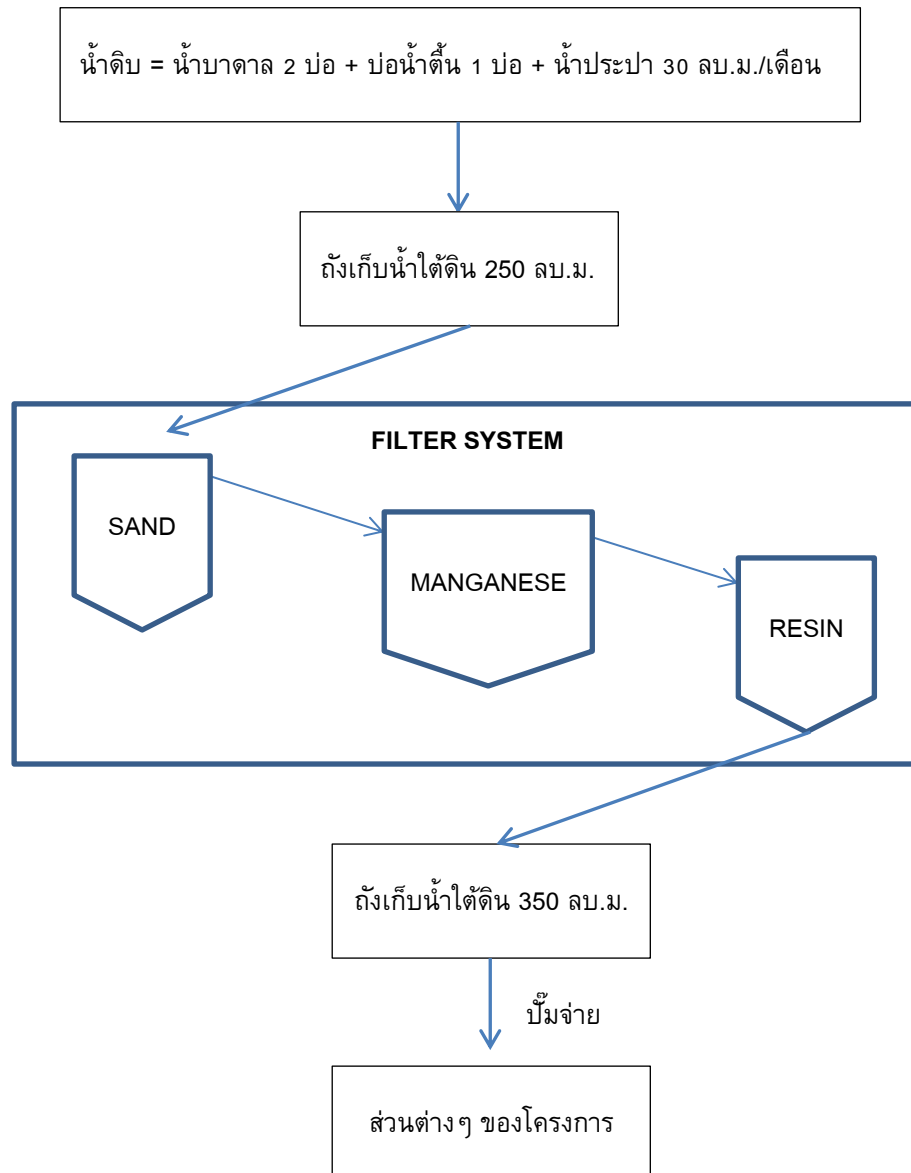 น้ำดิบ = น้ำบาดาล 2 บ่อ + บ่อน้ำตื้น 1 บ่อ + น้ำประปา 30 ลบ.ม./เดือน
ถังเก็บน้ำใต้ดิน 250 ลบ.ม.
FILTER SYSTEM
SAND
MANGANESE
RESIN
ถังเก็บน้ำใต้ดิน 350 ลบ.ม.
ปั๊มจ่าย
ส่วนต่างๆ ของโครงการ